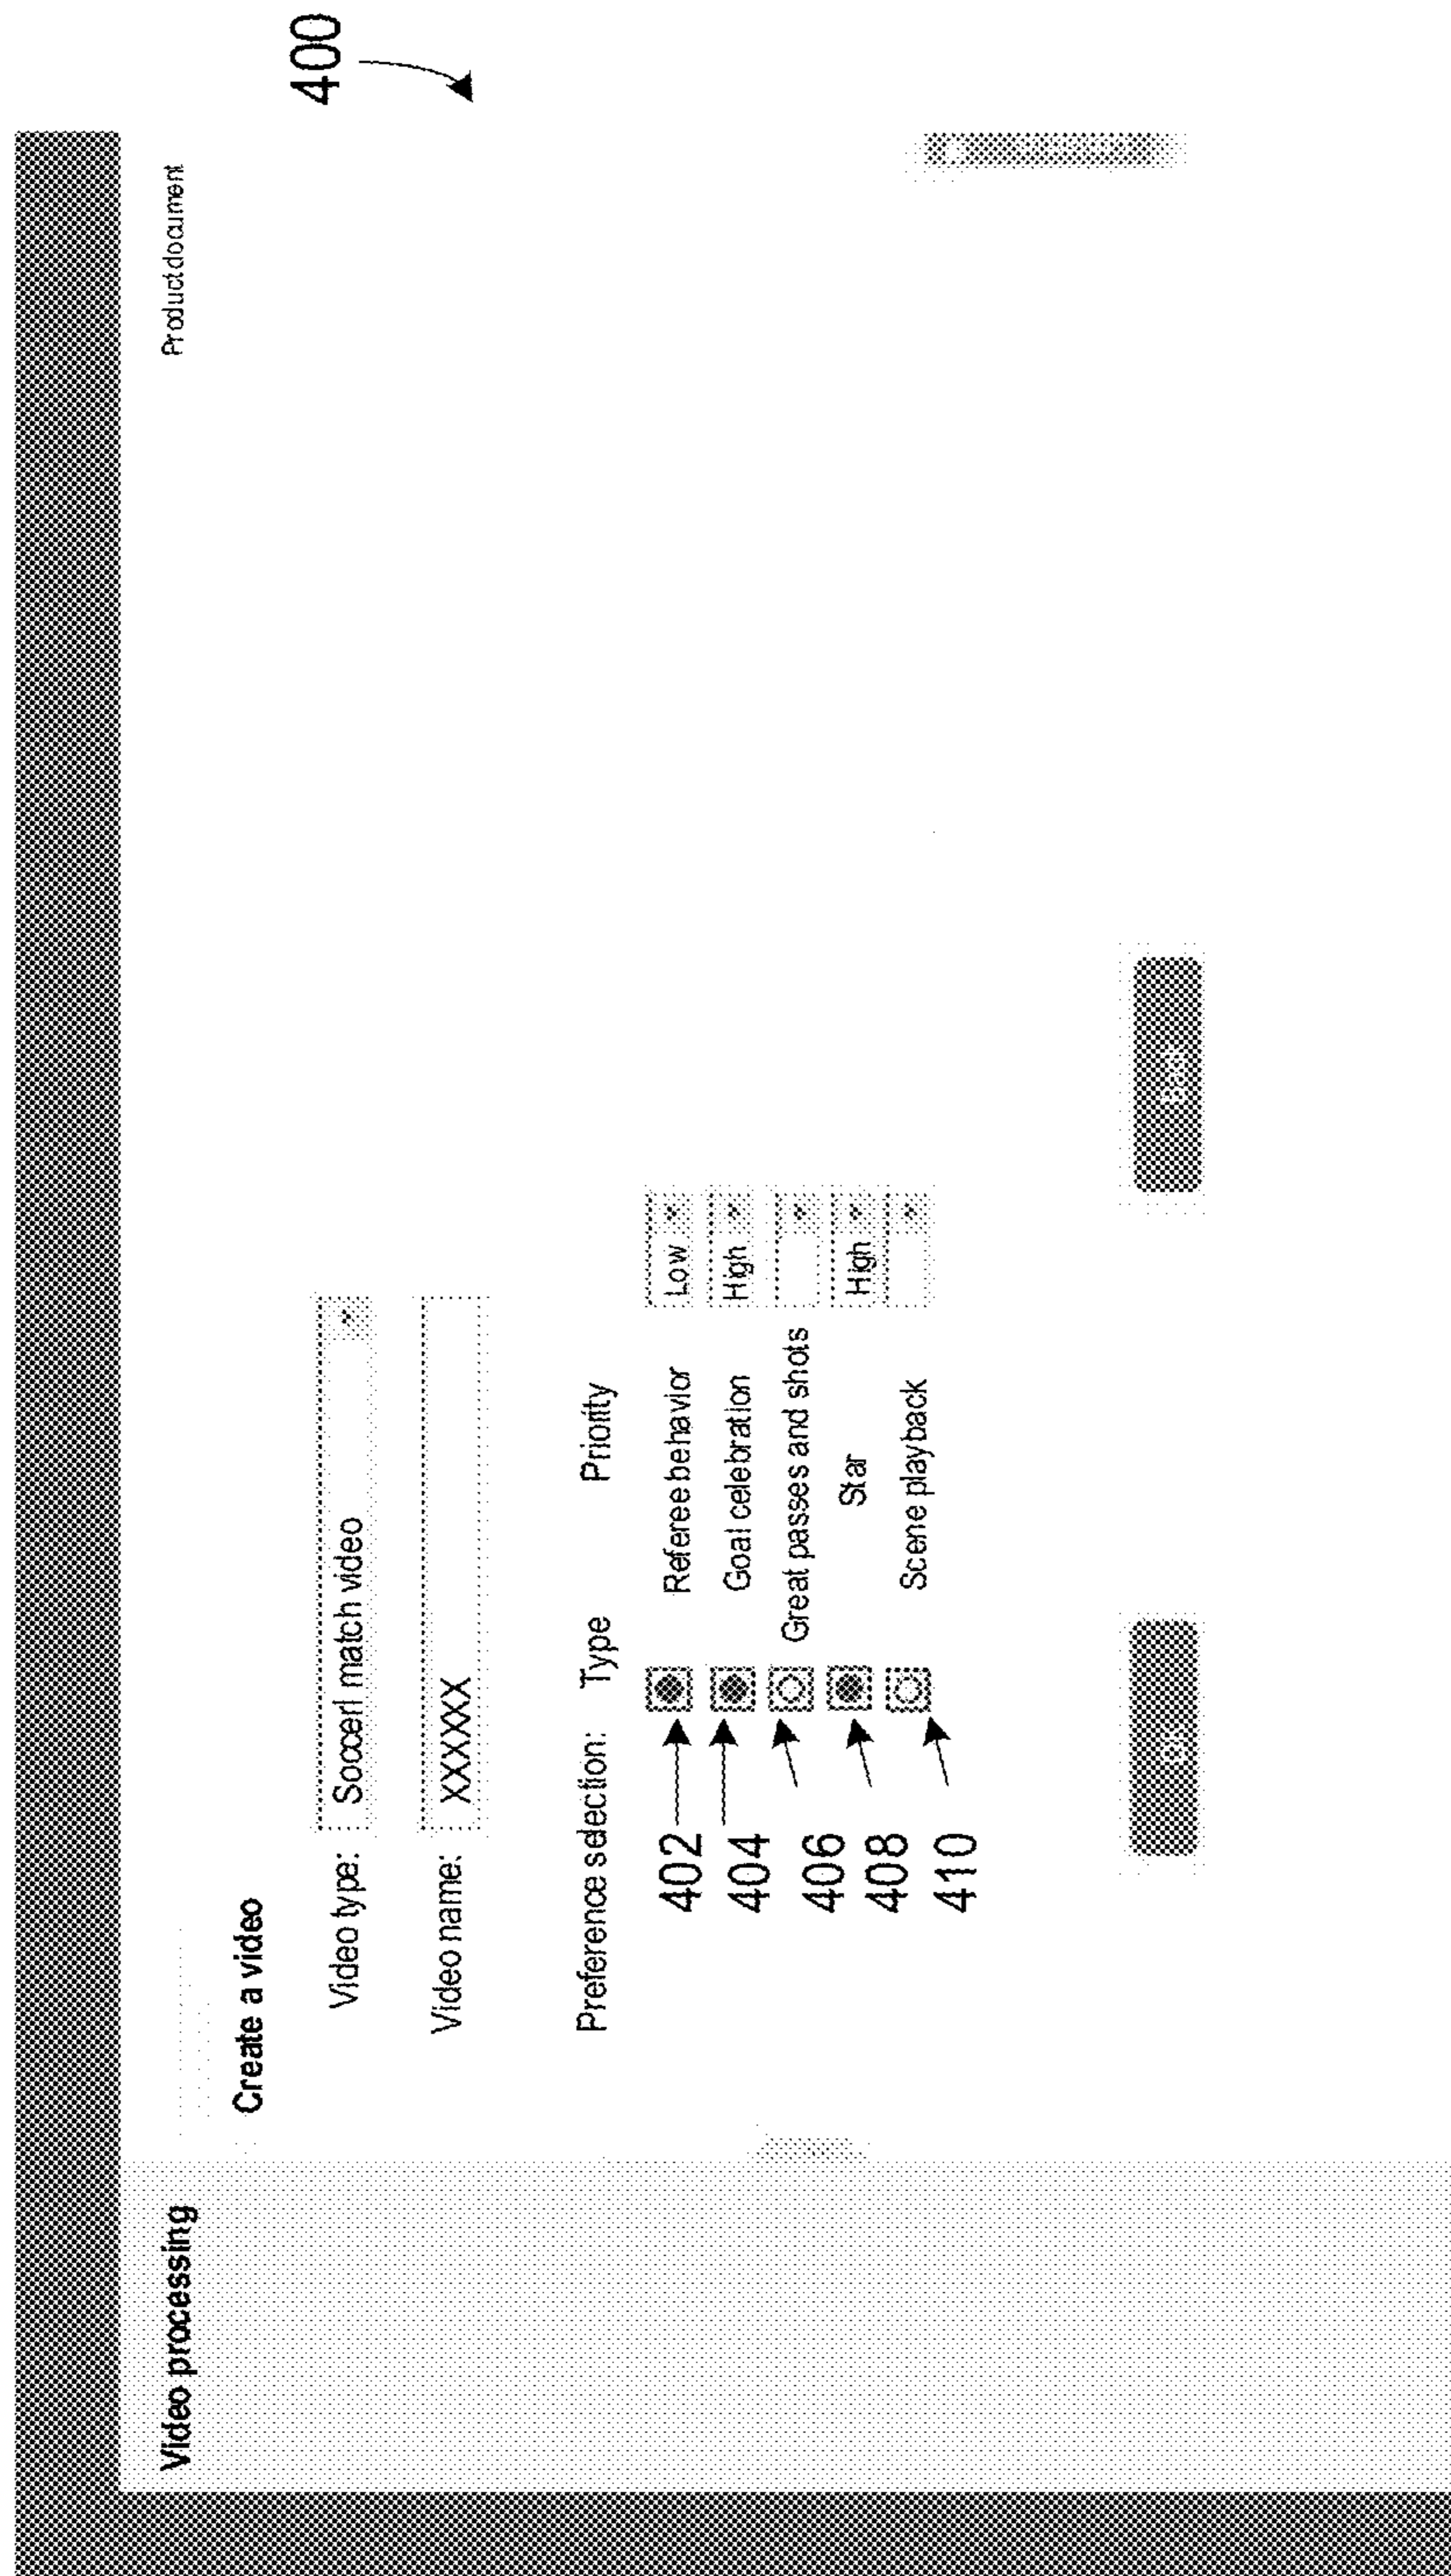 400
Product document
Video processing
Create a video
Video type: Soccerl match video
Video name: XXXXXX
Preference selection: Type Priority
402 Referee behavior Low
404 Goal celebration High
406 Great passes and shots
408 Star High
410 Scene playback
Back